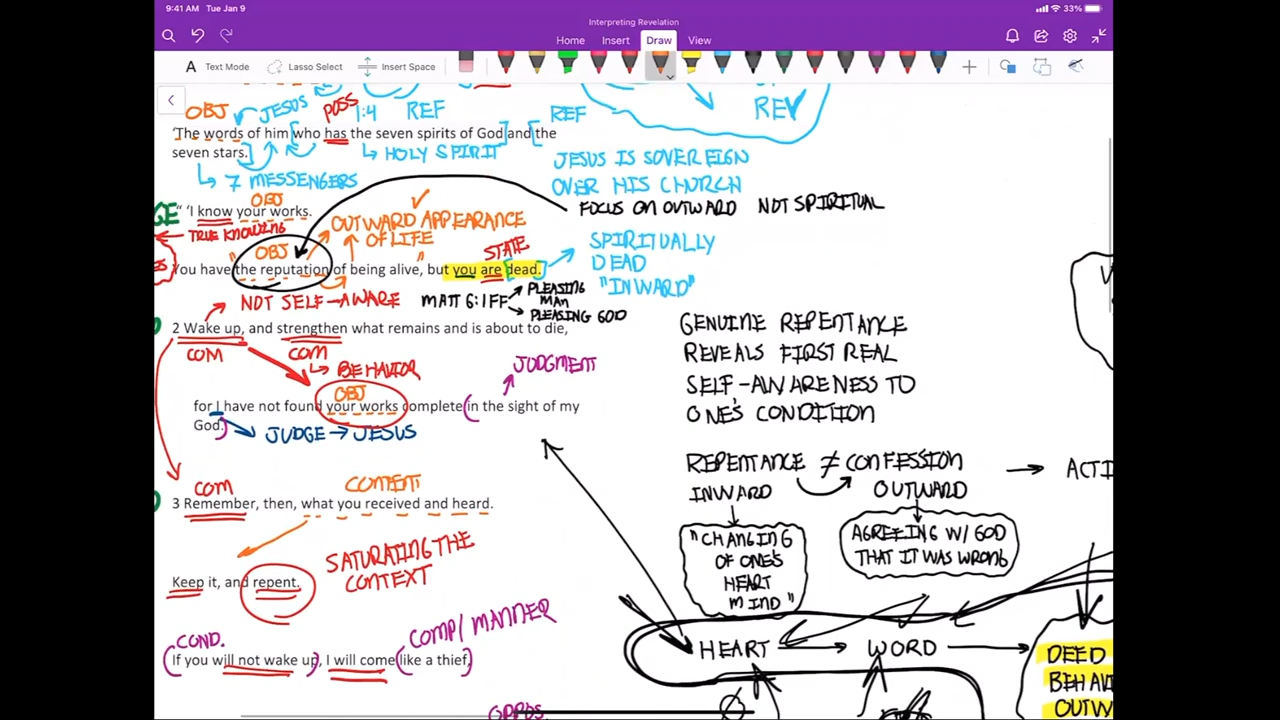 9:41 AM Tue Jan 9
33%
Interpreting Revelation
Home Insert Draw View
A Text Mode Lasso Select Insert Space
OBJ JESUS POSS 1:4 REF REF REV
'The words of him [who has the seven spirits of God] and [the
seven stars.]
HOLY SPIRIT
7 MESSENGERS
JESUS IS SOVEREIGN
OVER HIS CHURCH
FOCUS ON OUTWARD NOT SPIRITUAL
OBJ
" 'I know your works.
TRUE KNOWING
OUTWARD APPEARANCE
OF LIFE
OBJ
STATE
You have "the reputation of being alive," but you are [dead.]
SPIRITUALLY
DEAD
"INWARD"
NOT SELF-AWARE
MATT 6:1FF
PLEASING
MAN
PLEASING GOD
2 Wake up, and strengthen what remains and is about to die,
COM COM
BEHAVIOR
JUDGMENT
OBJ
for I have not found your works complete (in the sight of my
God.)
JUDGE → JESUS
GENUINE REPENTANCE
REVEALS FIRST REAL
SELF-AWARENESS TO
ONE'S CONDITION
REPENTANCE ≠ CONFESSION → ACTI
INWARD OUTWARD
"CHANGING
OF ONE'S
HEART
MIND"
AGREEING W/ GOD
THAT IT WAS WRONG
COM CONTENT
3 Remember, then, what you received and heard.
SATURATING THE
CONTEXT
Keep it, and repent.
COND. COMP/MANNER
(If you will not wake up), I will come (like a thief,)
HEART → WORD →
DEED
BEHAV
OUTW
OPPOS.